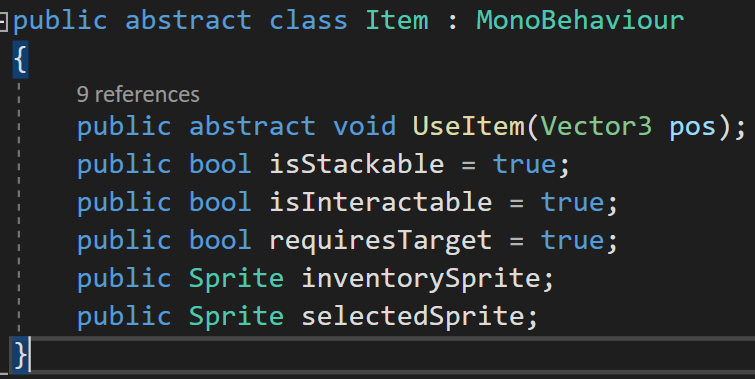 public abstract class Item : MonoBehaviour
{
9 references
public abstract void UseItem(Vector3 pos);
public bool isStackable = true;
public bool isInteractable = true;
public bool requiresTarget = true;
public Sprite inventorySprite;
public Sprite selectedSprite;
}